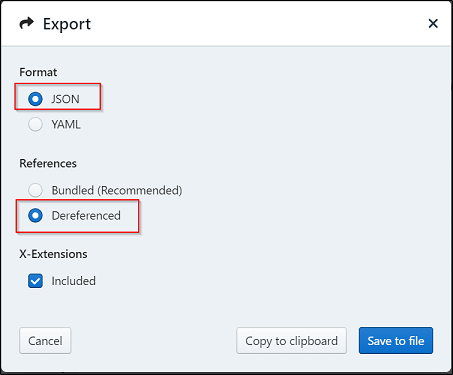 Export
Format
JSON
YAML
References
Bundled (Recommended)
Dereferenced
X-Extensions
Included
Cancel
Copy to clipboard
Save to file